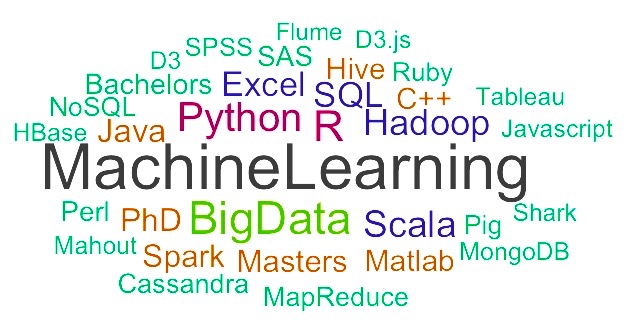 Flume
SPSS SAS D3.js
D3 Hive Ruby
Bachelors Excel SQL C++ Tableau
NoSQL Python R Hadoop Javascript
HBase Java
MachineLearning
Perl PhD BigData Scala Pig Shark
Mahout Spark Masters Matlab MongoDB
Cassandra MapReduce